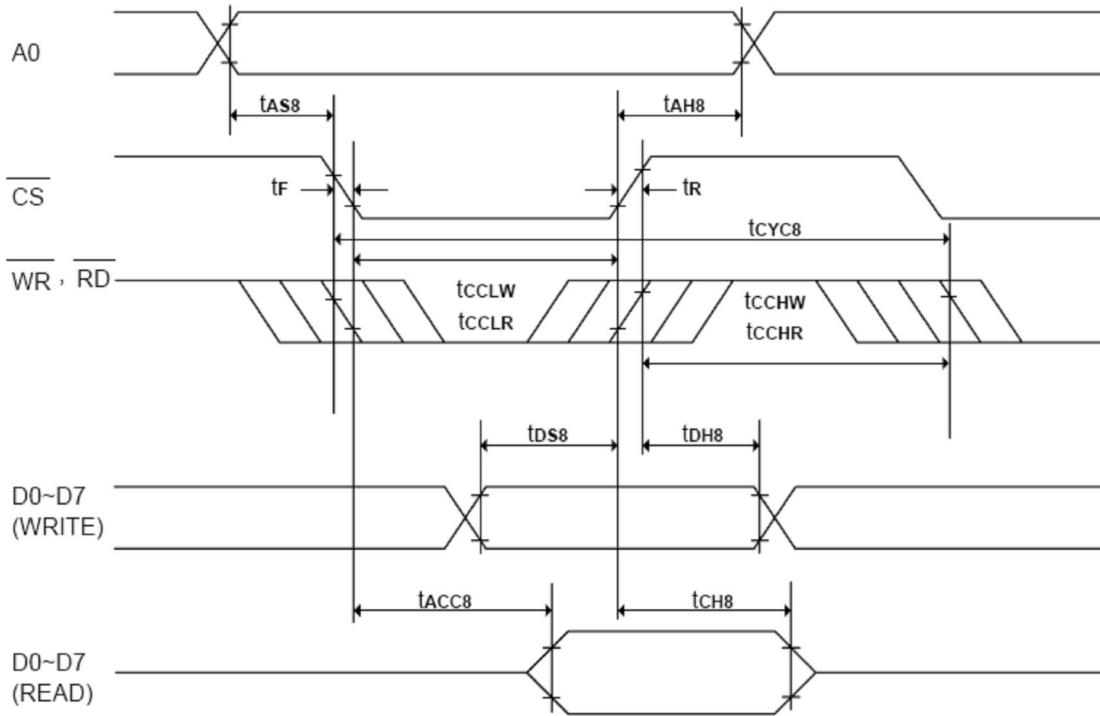 A0
tAS8
tAH8
CS
tF
tR
tCYC8
WR , RD
tCCLW
tCCLR
tCCHW
tCCHR
tDS8
tDH8
D0~D7
(WRITE)
tACC8
tCH8
D0~D7
(READ)